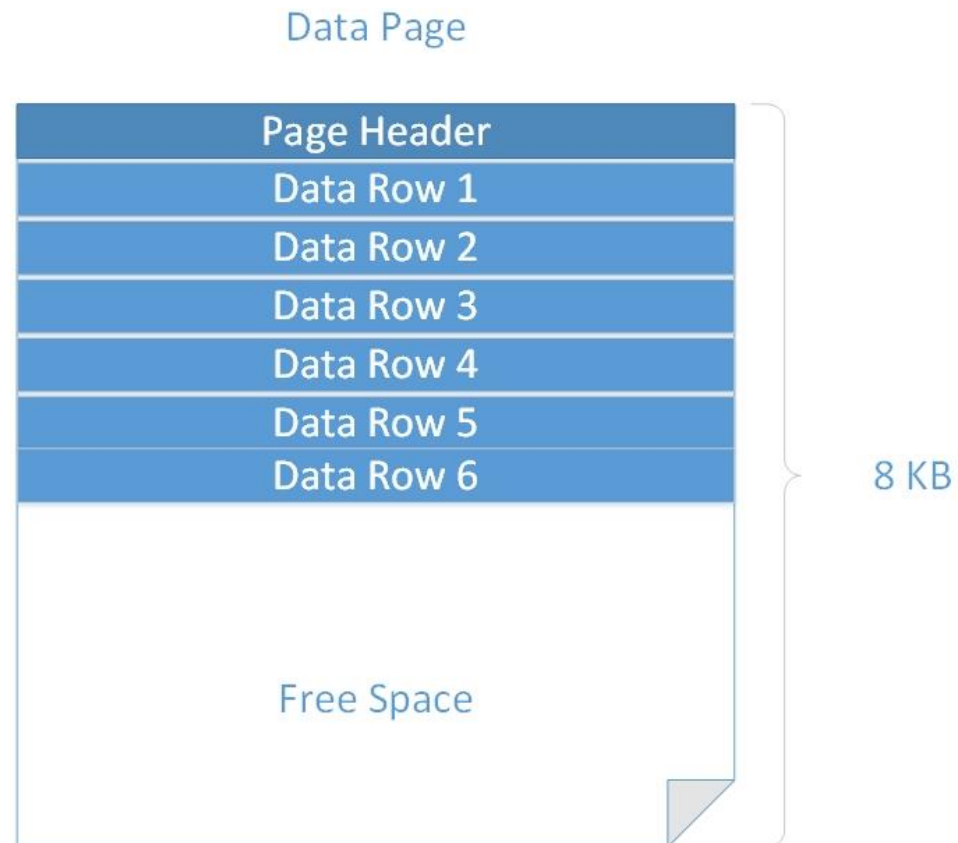 Data Page
Page Header
Data Row 1
Data Row 2
Data Row 3
Data Row 4
Data Row 5
Data Row 6
8 KB
Free Space